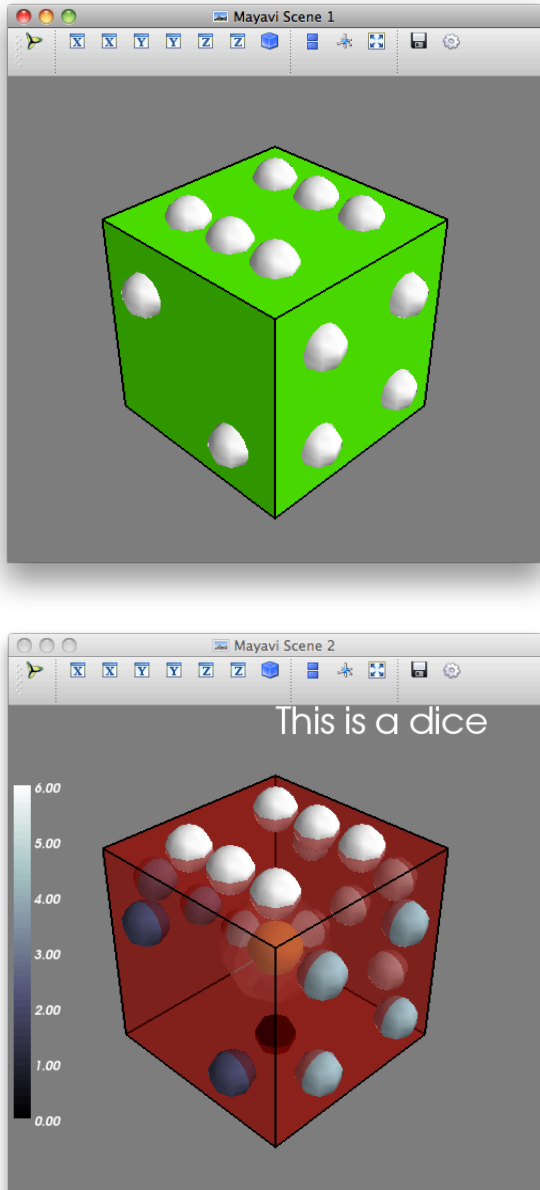 Mayavi Scene 1
X X Y Y Z Z
Mayavi Scene 2
X X Y Y Z Z
This is a dice
6.00
5.00
4.00
3.00
2.00
1.00
0.00